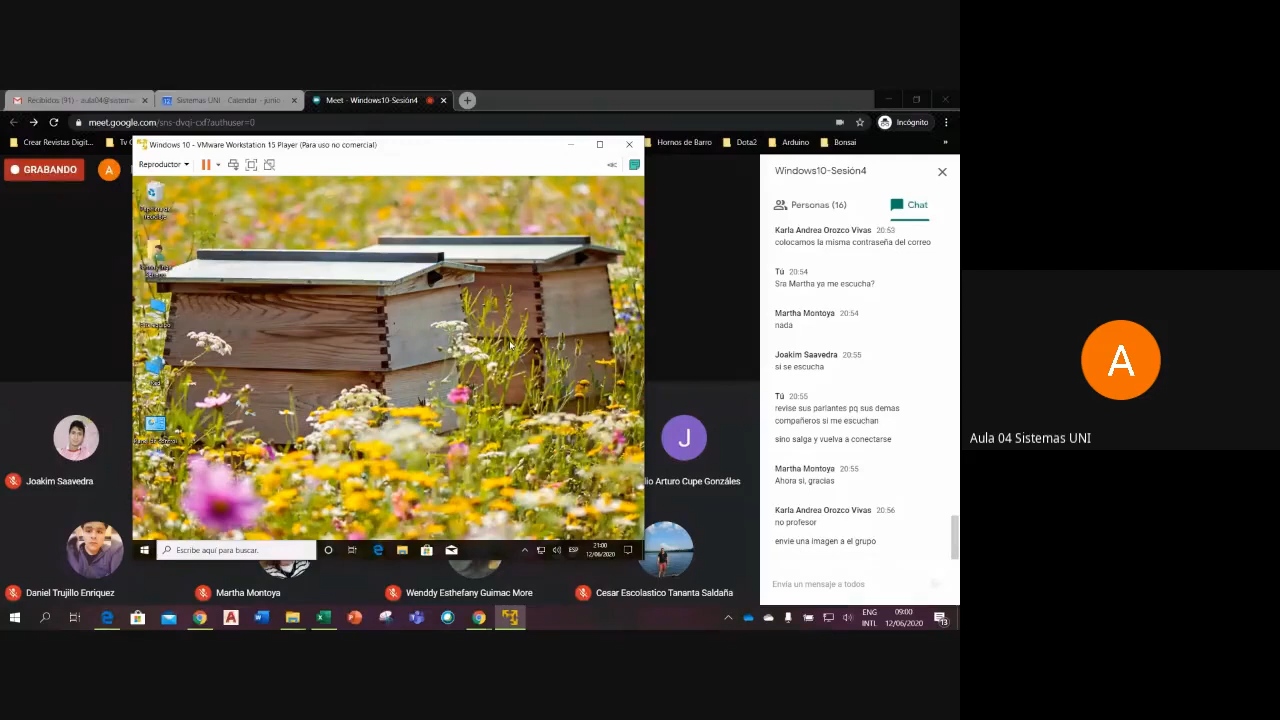 Recibidos (91) - aula04@sistemas
Sistemas UNI - Calendar - junio
Meet - Windows10-Sesión4
meet.google.com/sns-dvqi-cxf?authuser=0
Incógnito
Crear Revistas Digit...
Hornos de Barro
Dota2
Arduino
Bonsai
»
Windows 10 - VMware Workstation 15 Player (Para uso no comercial)
Reproductor
GRABANDO
A
Windows10-Sesión4
Personas (16)
Chat
Karla Andrea Orozco Vivas 20:53
colocamos la misma contraseña del correo
Tú 20:54
Sra Martha ya me escucha?
Martha Montoya 20:54
nada
Joakim Saavedra 20:55
si se escucha
Tú 20:55
revise sus parlantes pq sus demas
compañeros si me escuchan
sino salga y vuelva a conectarse
Martha Montoya 20:55
Ahora si, gracias
Karla Andrea Orozco Vivas 20:56
no profesor
envie una imagen a el grupo
Envía un mensaje a todos
A
Aula 04 Sistemas UNI
J
Joakim Saavedra
lio Arturo Cupe Gonzáles
Escribe aquí para buscar.
ESP
21:00
12/06/2020
Daniel Trujillo Enriquez
Martha Montoya
Wenddy Esthefany Guimac More
Cesar Escolastico Tananta Saldaña
ENG
INTL
09:00
12/06/2020
13